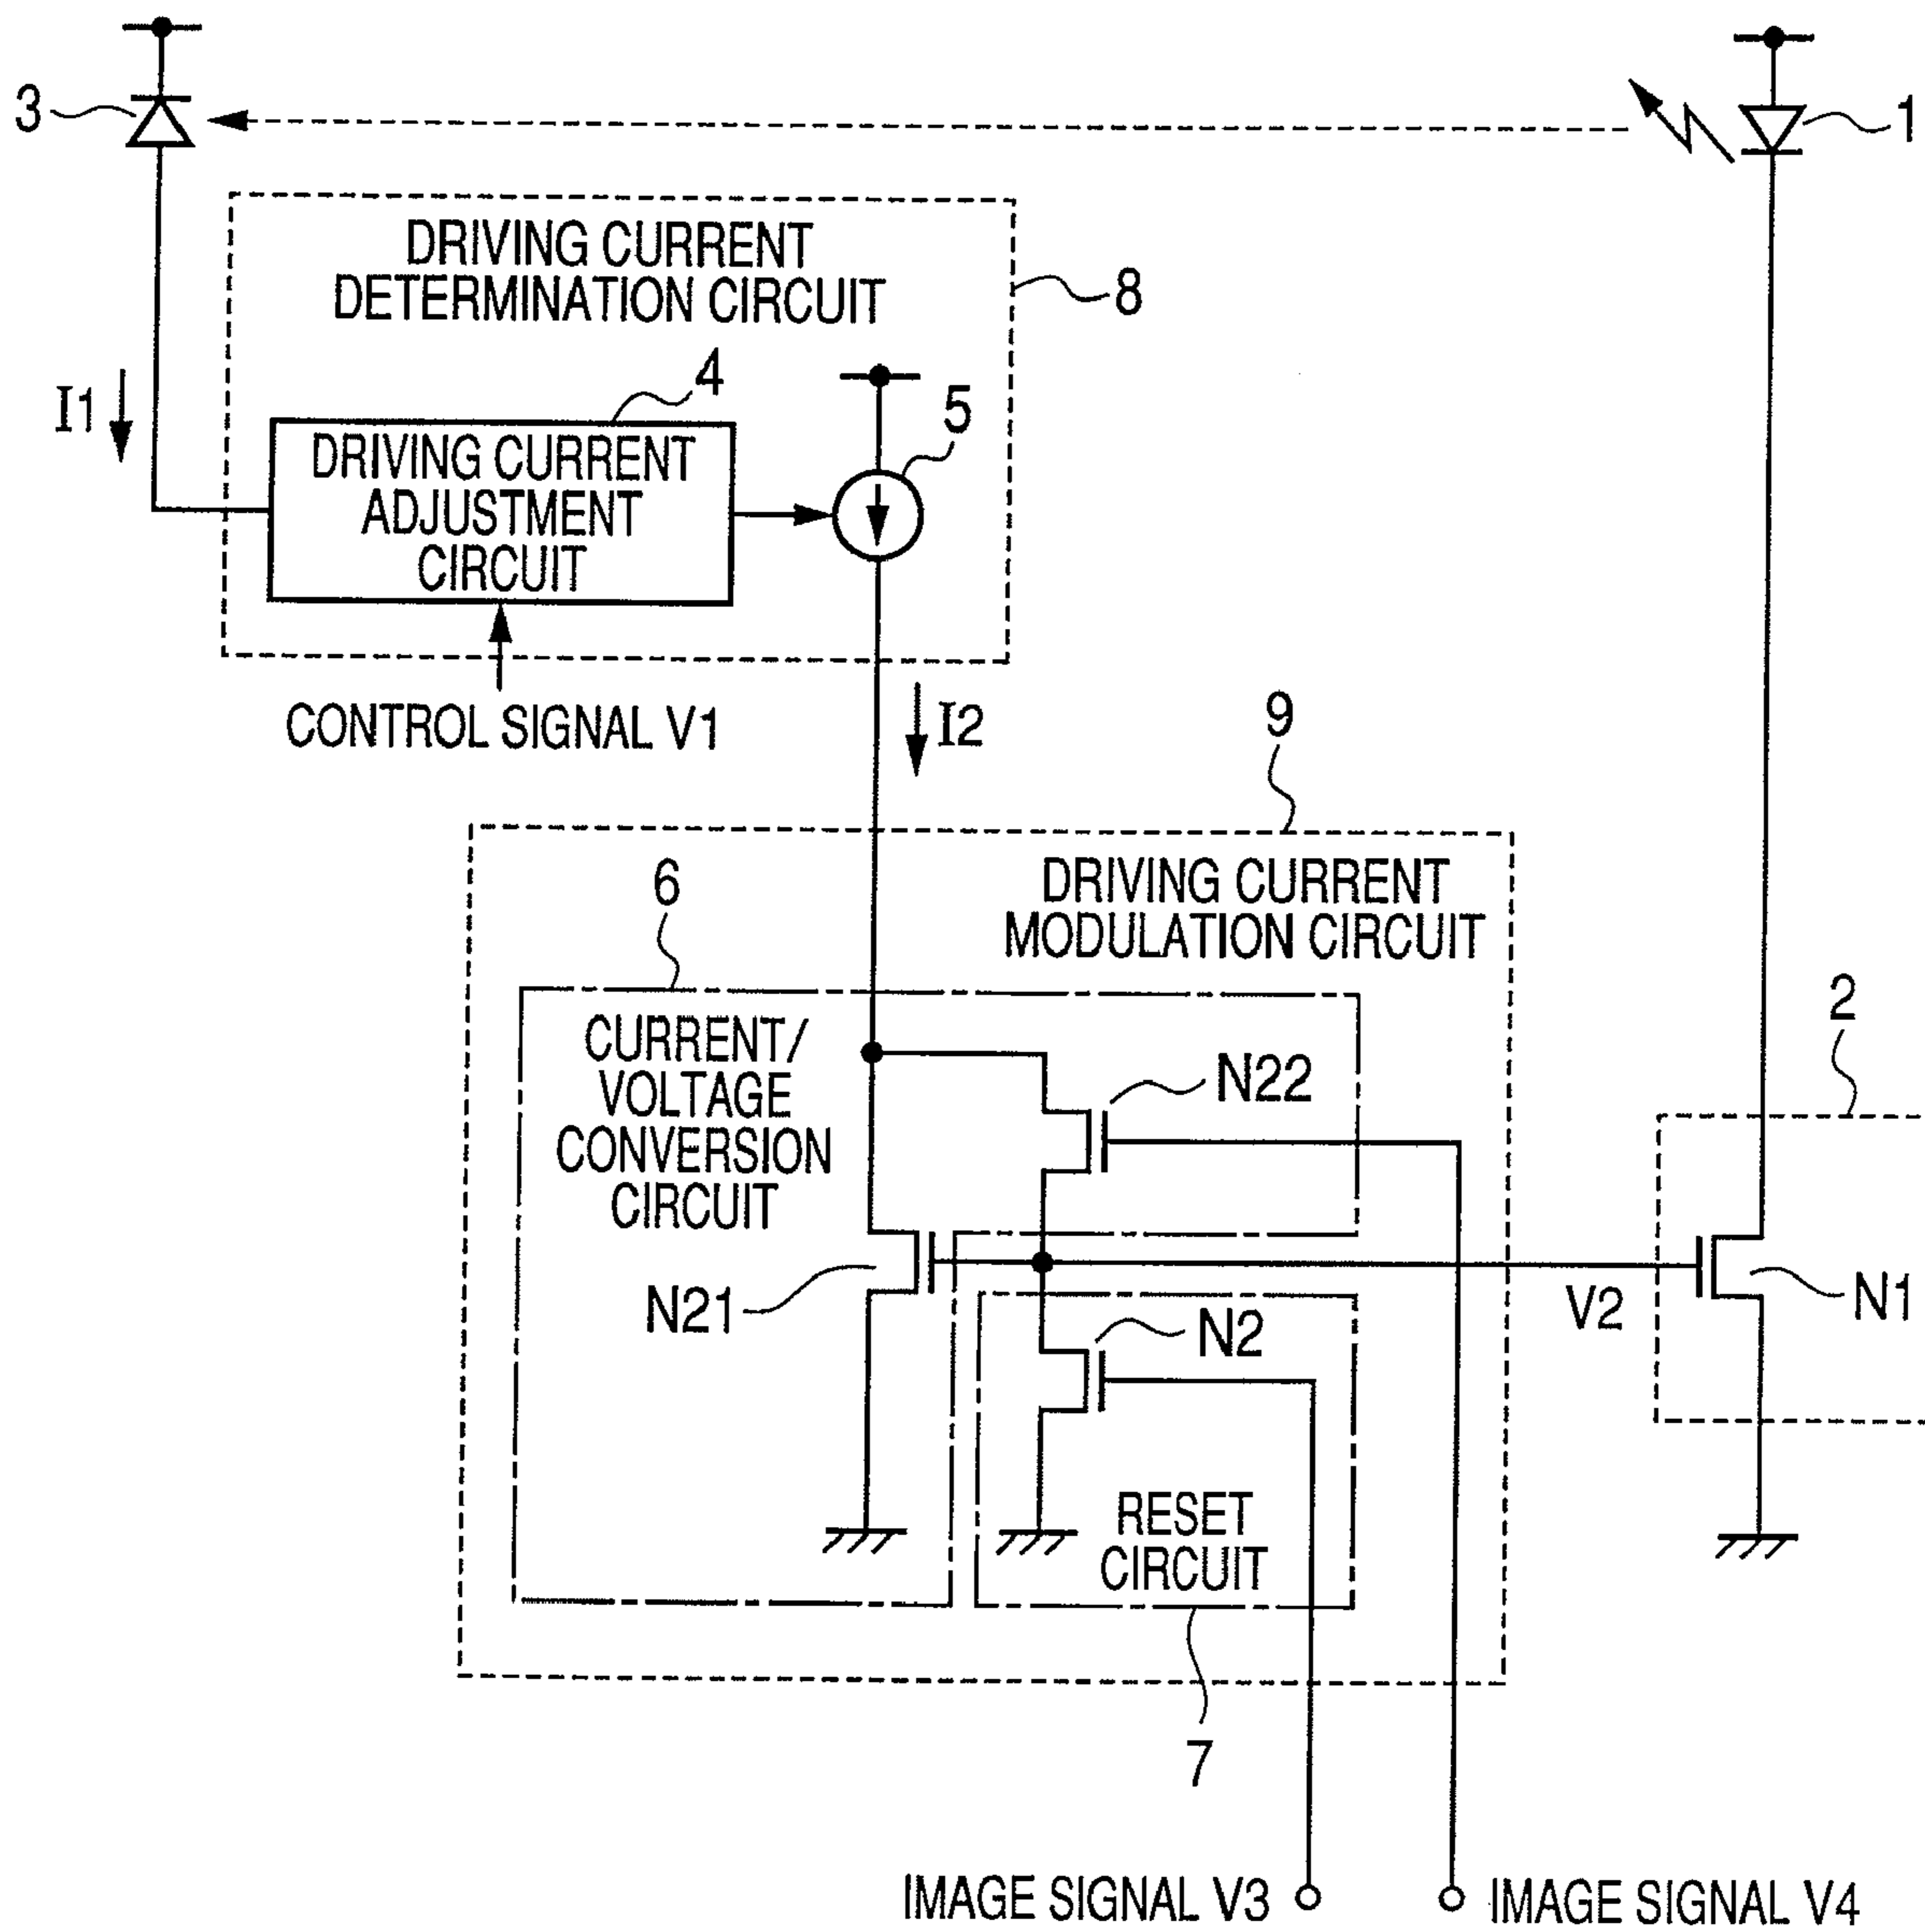 3
1
DRIVING CURRENT
DETERMINATION CIRCUIT
8
I1
4
5
DRIVING CURRENT
ADJUSTMENT
CIRCUIT
CONTROL SIGNAL V1
I2
9
6
DRIVING CURRENT
MODULATION CIRCUIT
2
CURRENT/
VOLTAGE
CONVERSION
CIRCUIT
N22
N21
V2
N1
N2
RESET
CIRCUIT
7
IMAGE SIGNAL V3
IMAGE SIGNAL V4